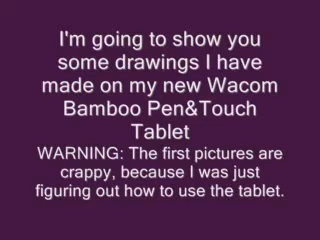 I'm going to show you
some drawings I have
made on my new Wacom
Bamboo Pen&Touch
Tablet
WARNING: The first pictures are
crappy, because I was just
figuring out how to use the tablet.